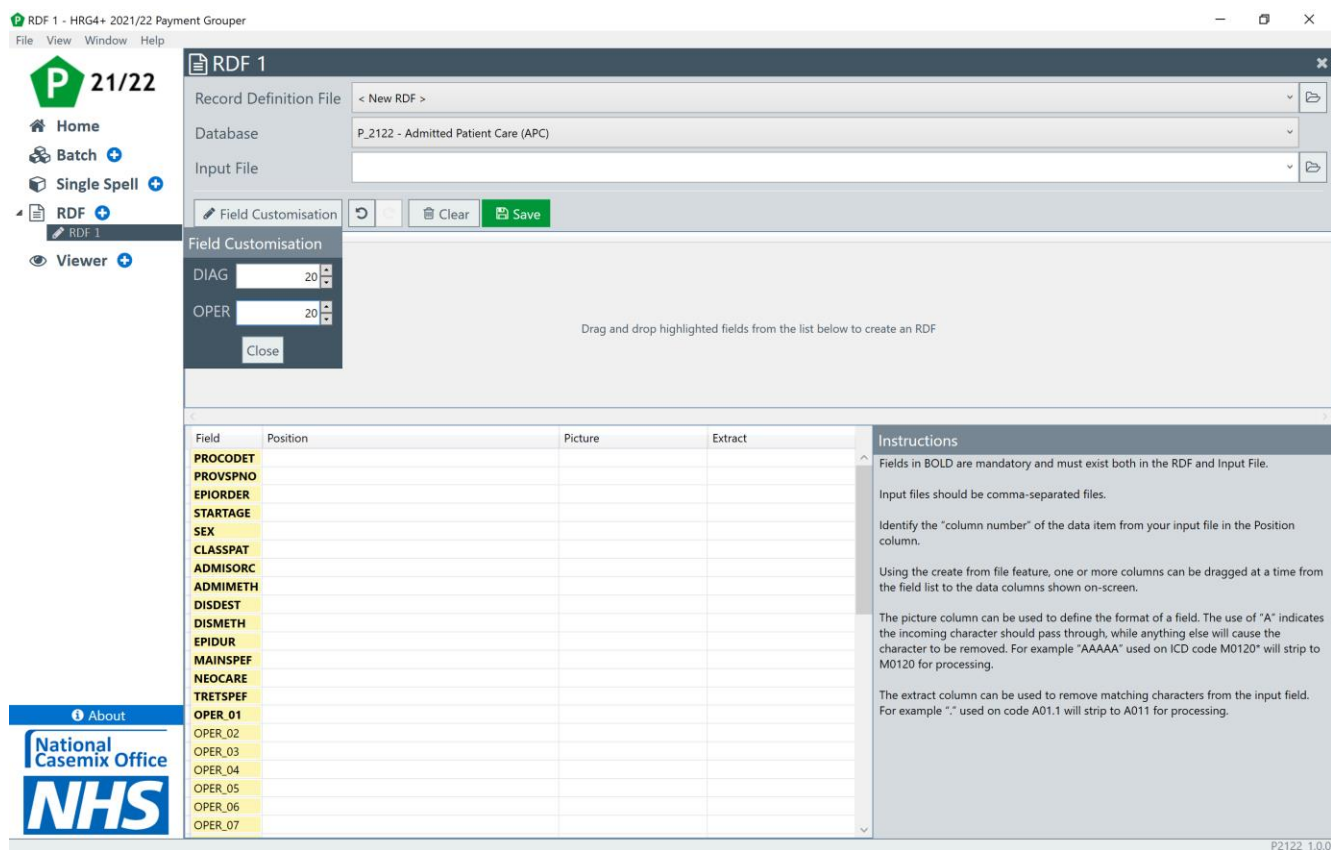 RDF 1 - HRG4+ 2021/22 Payment Grouper
File View Window Help
P 21/22
Home
Batch
Single Spell
RDF
RDF 1
Viewer
RDF 1
Record Definition File < New RDF >
Database P_2122 - Admitted Patient Care (APC)
Input File
Field Customisation Clear Save
Field Customisation
DIAG 20
OPER 20
Close
Drag and drop highlighted fields from the list below to create an RDF
Field Position Picture Extract
PROCODET
PROVSPNO
EPIORDER
STARTAGE
SEX
CLASSPAT
ADMISORC
ADMIMETH
DISDEST
DISMETH
EPIDUR
MAINSPEF
NEOCARE
TRETSPEF
OPER_01
OPER_02
OPER_03
OPER_04
OPER_05
OPER_06
OPER_07
Instructions
Fields in BOLD are mandatory and must exist both in the RDF and Input File.
Input files should be comma-separated files.
Identify the "column number" of the data item from your input file in the Position
column.
Using the create from file feature, one or more columns can be dragged at a time from
the field list to the data columns shown on-screen.
The picture column can be used to define the format of a field. The use of "A" indicates
the incoming character should pass through, while anything else will cause the
character to be removed. For example "AAAAA" used on ICD code M0120* will strip to
M0120 for processing.
The extract column can be used to remove matching characters from the input field.
For example "." used on code A01.1 will strip to A011 for processing.
About
National
Casemix Office
NHS
P2122_1.0.0